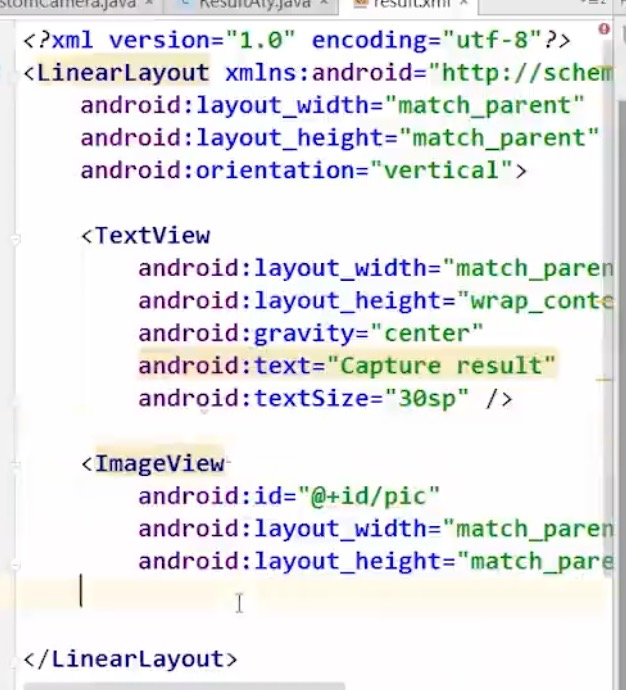 stomCamera.java × ResultAty.java × result.xml ×
<?xml version="1.0" encoding="utf-8"?>
<LinearLayout xmlns:android="http://schem
android:layout_width="match_parent"
android:layout_height="match_parent"
android:orientation="vertical">
<TextView
android:layout_width="match_paren
android:layout_height="wrap_conte
android:gravity="center"
android:text="Capture result"
android:textSize="30sp" />
<ImageView
android:id="@+id/pic"
android:layout_width="match_paren
android:layout_height="match_pare
</LinearLayout>